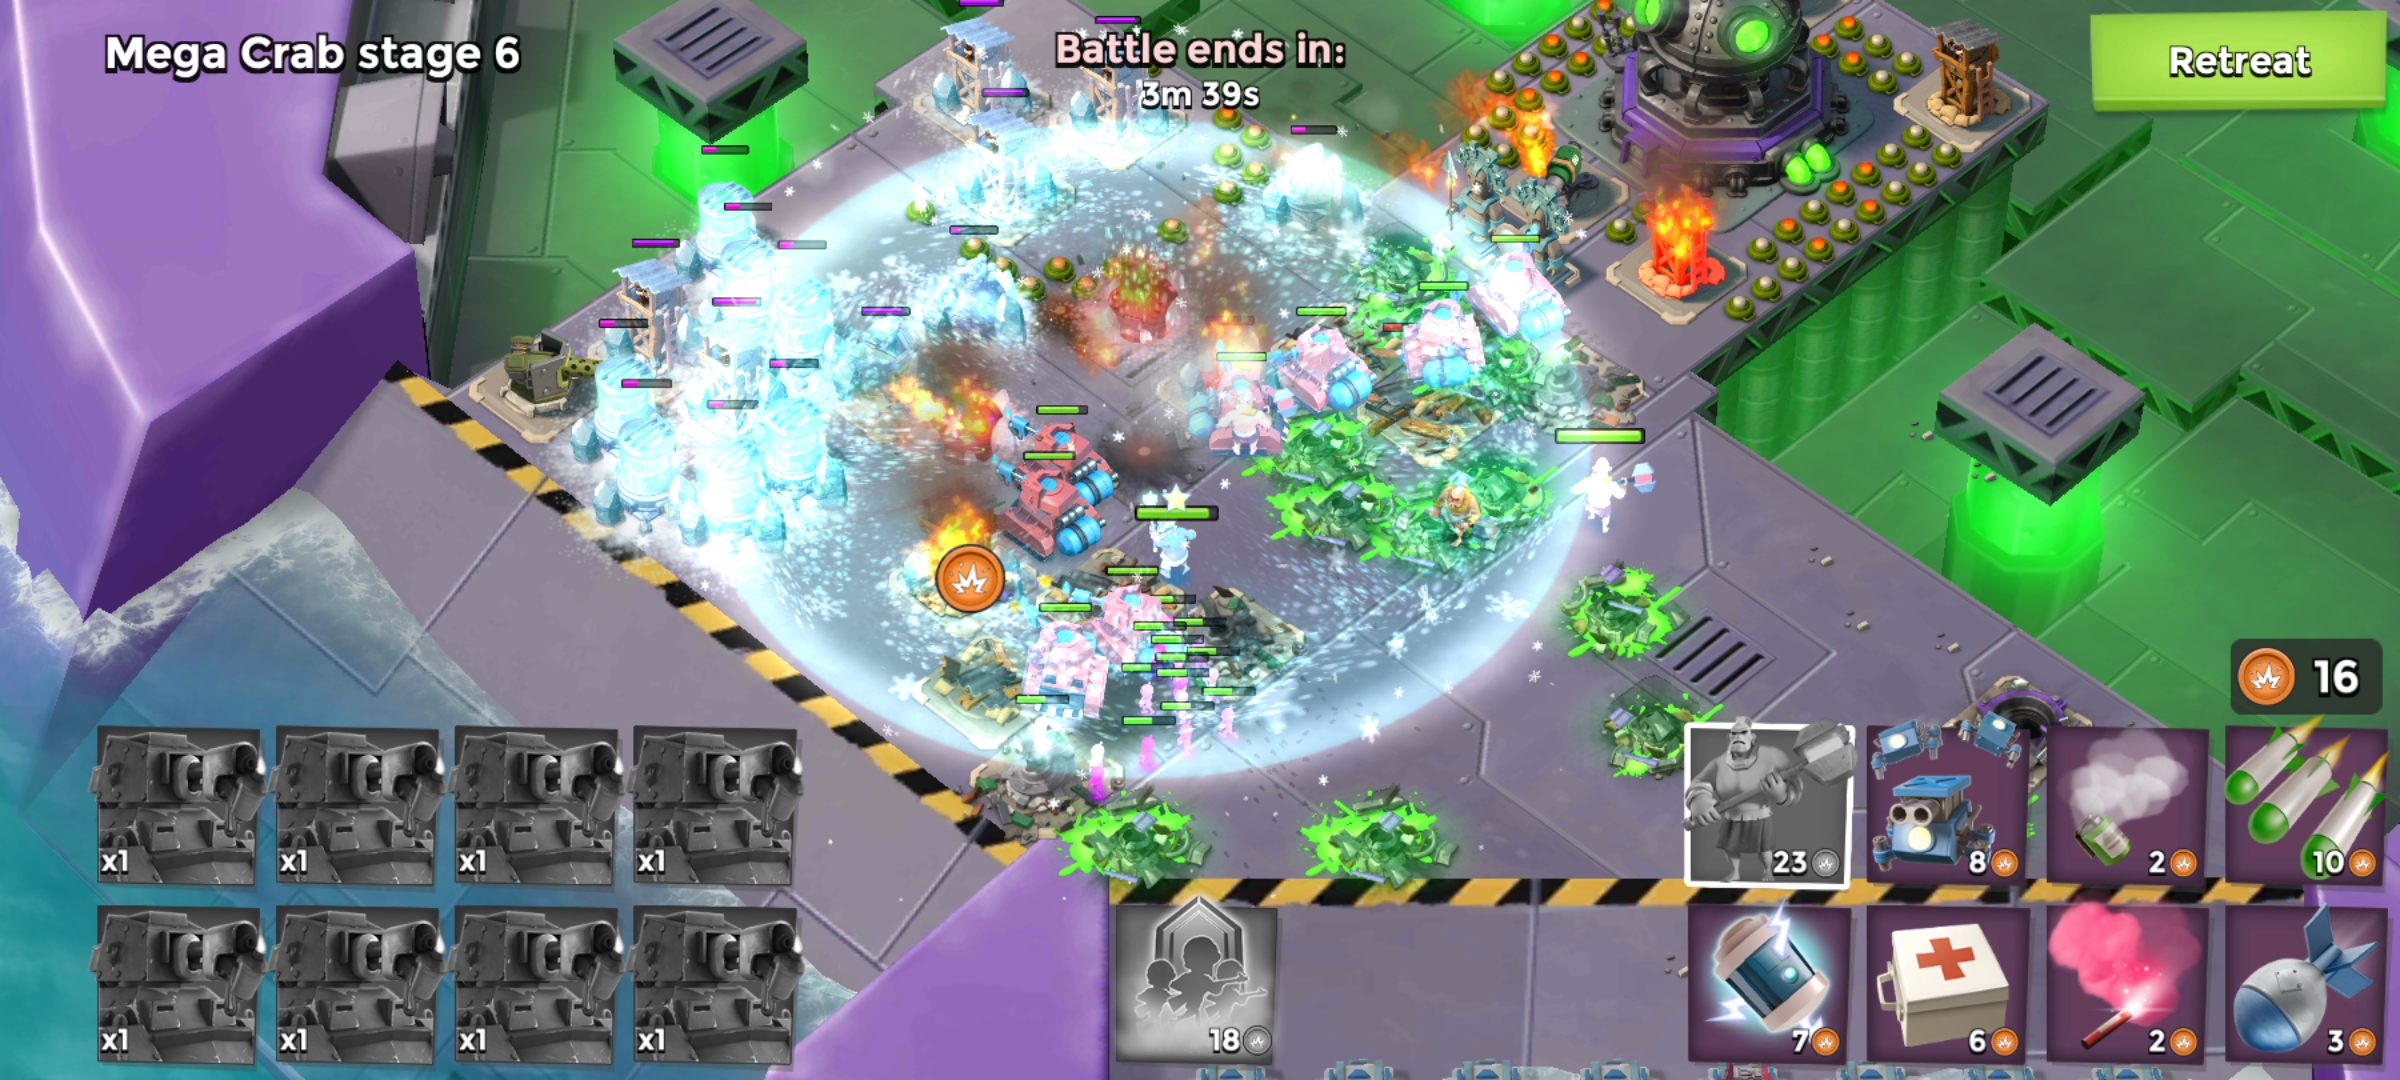 Mega Crab stage 6
Battle ends in:
3m 39s
Retreat
16
x1
x1
x1
x1
23
8
2
10
x1
x1
x1
x1
18
7
6
2
3